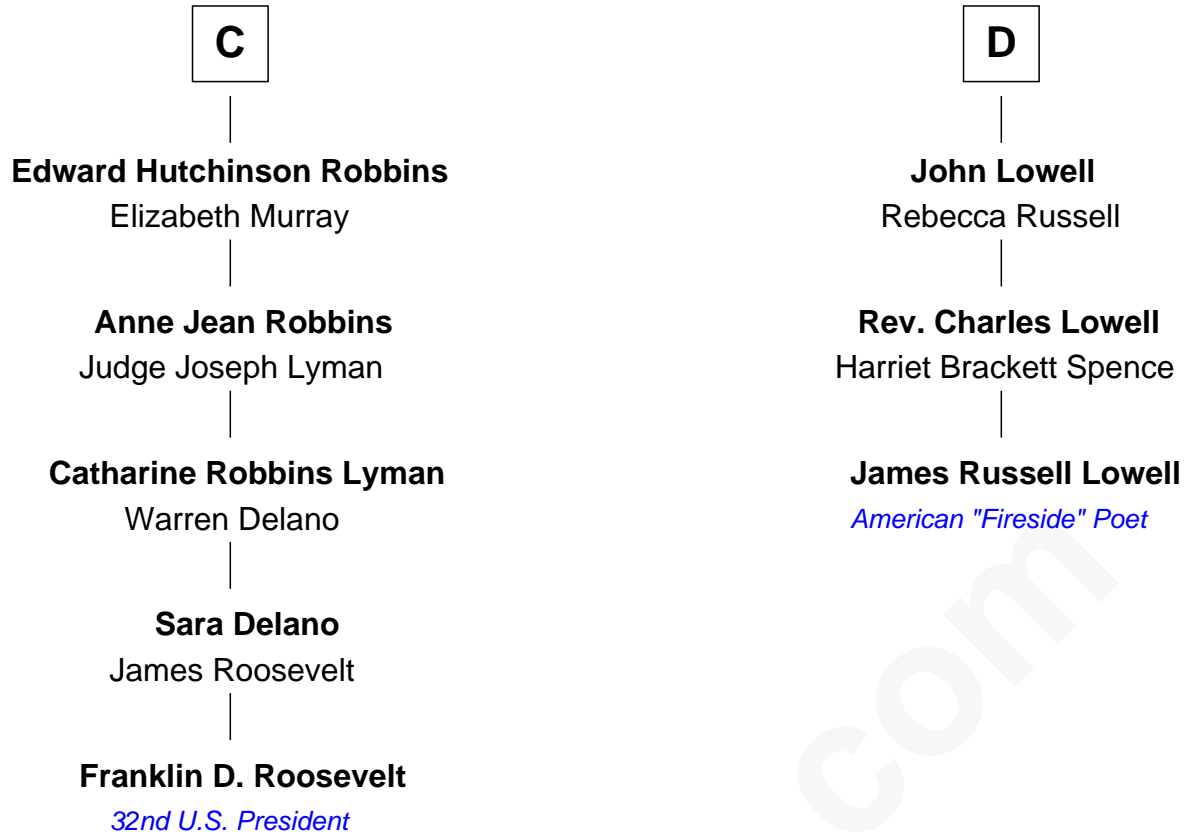 C
Edward Hutchinson Robbins
Elizabeth Murray
Anne Jean Robbins
Judge Joseph Lyman
Catharine Robbins Lyman
Warren Delano
Sara Delano
James Roosevelt
Franklin D. Roosevelt
32nd U.S. President
D
John Lowell
Rebecca Russell
Rev. Charles Lowell
Harriet Brackett Spence
James Russell Lowell
American "Fireside" Poet
com